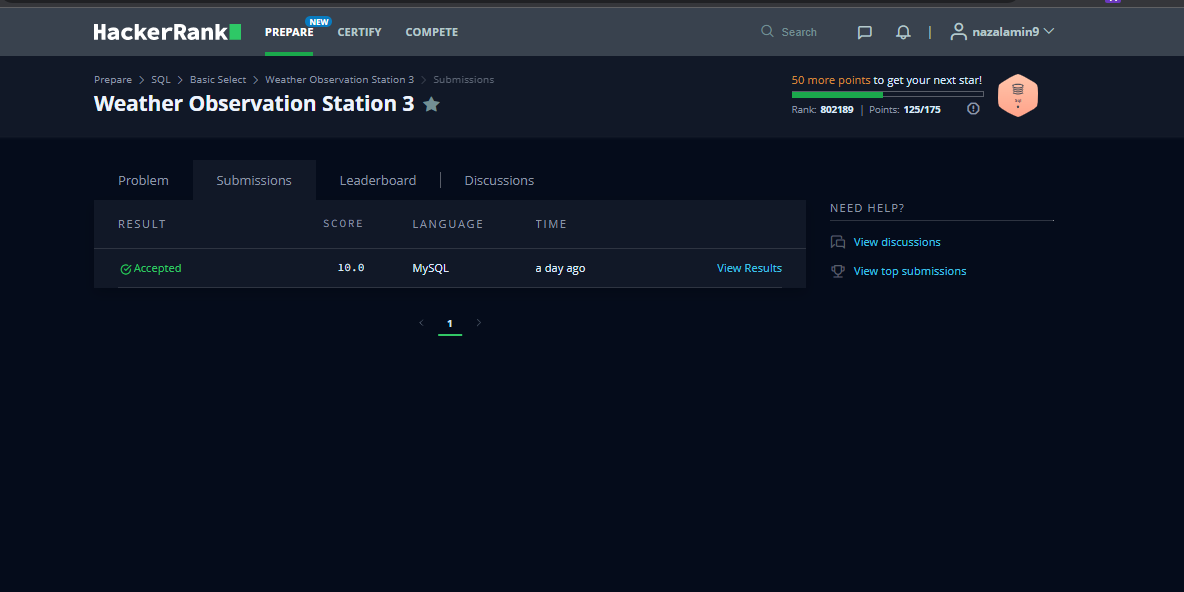 HackerRank PREPARE NEW CERTIFY COMPETE Search nazalamin9
Prepare > SQL > Basic Select > Weather Observation Station 3 > Submissions
Weather Observation Station 3
50 more points to get your next star!
Rank: 802189 | Points: 125/175
Problem Submissions Leaderboard | Discussions
RESULT SCORE LANGUAGE TIME
Accepted 10.0 MySQL a day ago View Results
1
NEED HELP?
View discussions
View top submissions